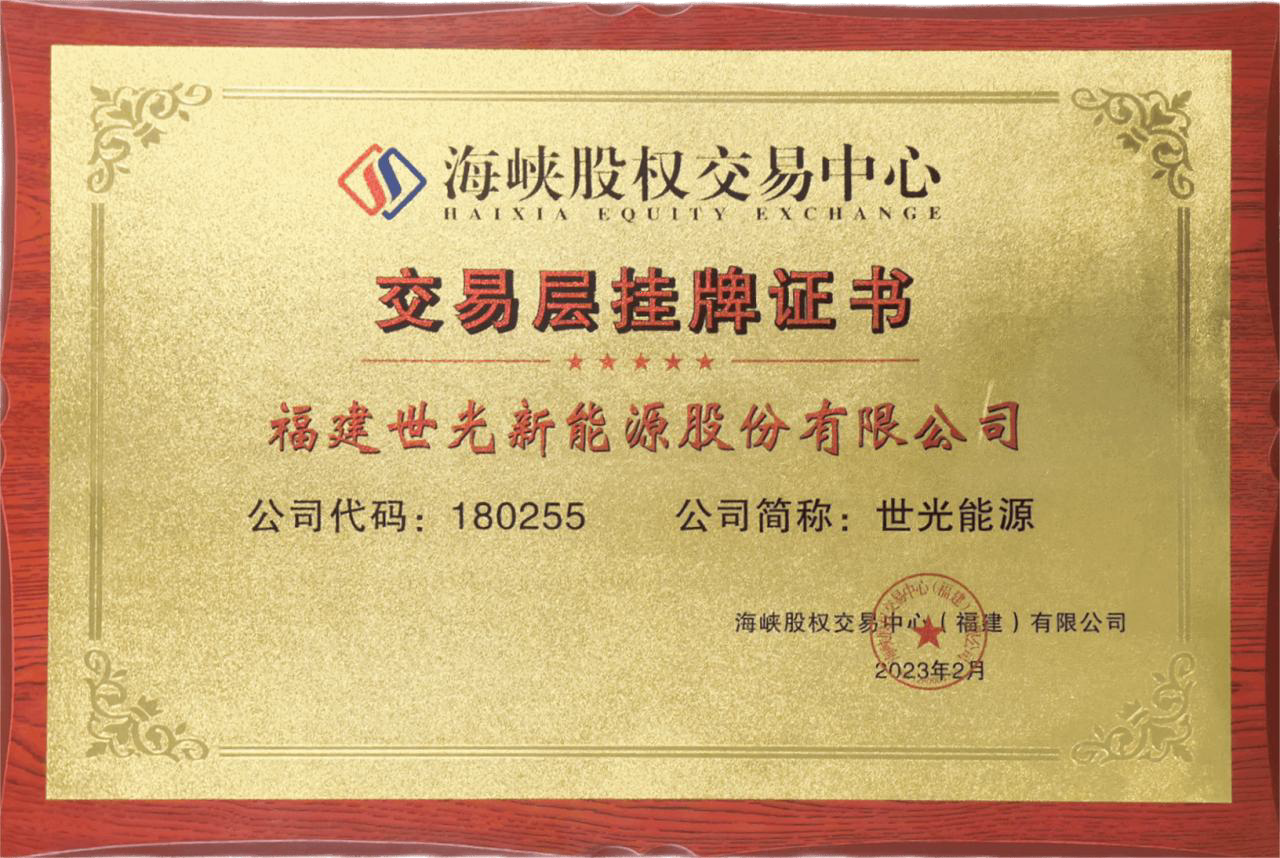 海峡股权交易中心
HAIXIA EQUITY EXCHANGE
交易层挂牌证书
福建世光新能源股份有限公司
公司代码：180255 公司简称：世光能源
海峡股权交易中心（福建）有限公司
2023年2月